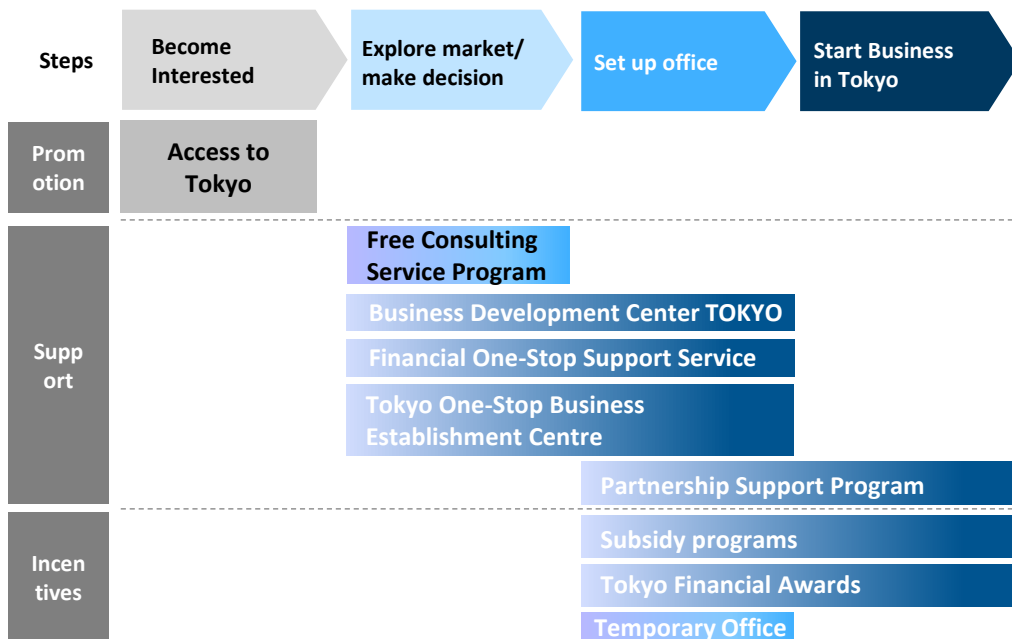 Steps
Become
Interested
Explore market/
make decision
Set up office
Start Business
in Tokyo
Prom
otion
Access to
Tokyo
Supp
ort
Free Consulting
Service Program
Business Development Center TOKYO
Financial One-Stop Support Service
Tokyo One-Stop Business
Establishment Centre
Partnership Support Program
Incen
tives
Subsidy programs
Tokyo Financial Awards
Temporary Office